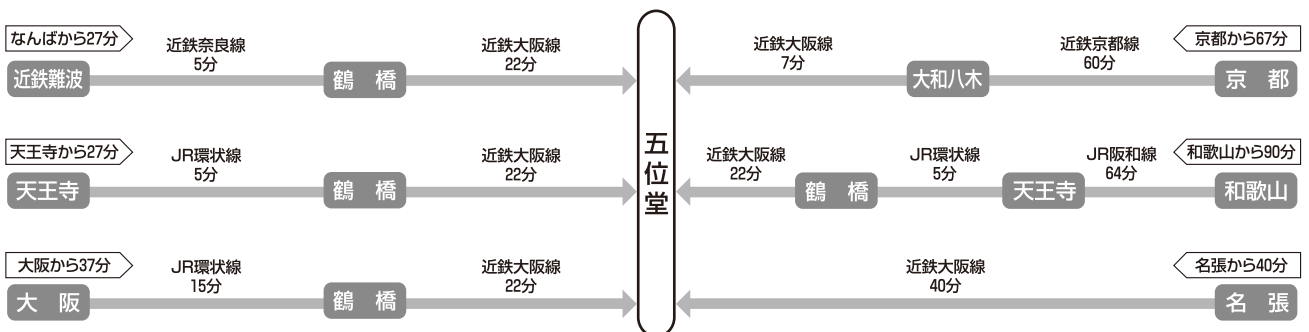 なんばから27分
近鉄奈良線
5分
近鉄大阪線
22分
近鉄難波
鶴橋
天王寺から27分
JR環状線
5分
近鉄大阪線
22分
天王寺
鶴橋
大阪から37分
JR環状線
15分
近鉄大阪線
22分
大阪
鶴橋
五位堂
近鉄大阪線
7分
近鉄京都線
60分
京都から67分
大和八木
京都
近鉄大阪線
22分
JR環状線
5分
JR阪和線
64分
和歌山から90分
鶴橋
天王寺
和歌山
近鉄大阪線
40分
名張から40分
名張